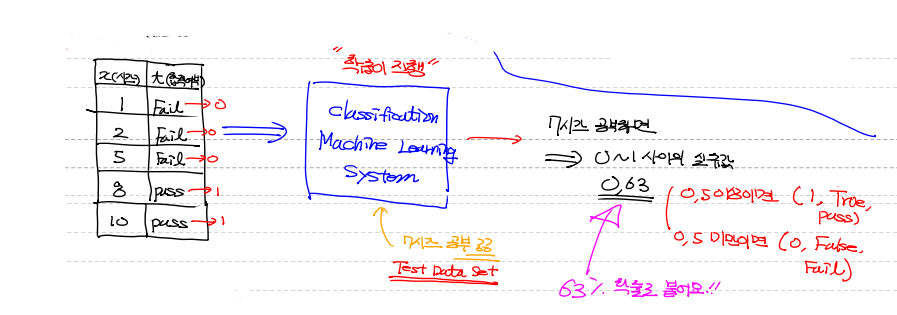 "학습이 진행"
x(시간) t(합격여부)
1 Fail → 0
2 Fail → 0
5 Fail → 0
8 pass → 1
10 pass → 1
Classification
Machine Learning
System
7시간 공부
Test Data Set
7시간 공부하면
⇒ 0~1 사이의 실수값
0.63
0.5 이상이면 (1, True,
pass)
0.5 미만이면 (0, False,
Fail)
63% 확률로 붙어요!!